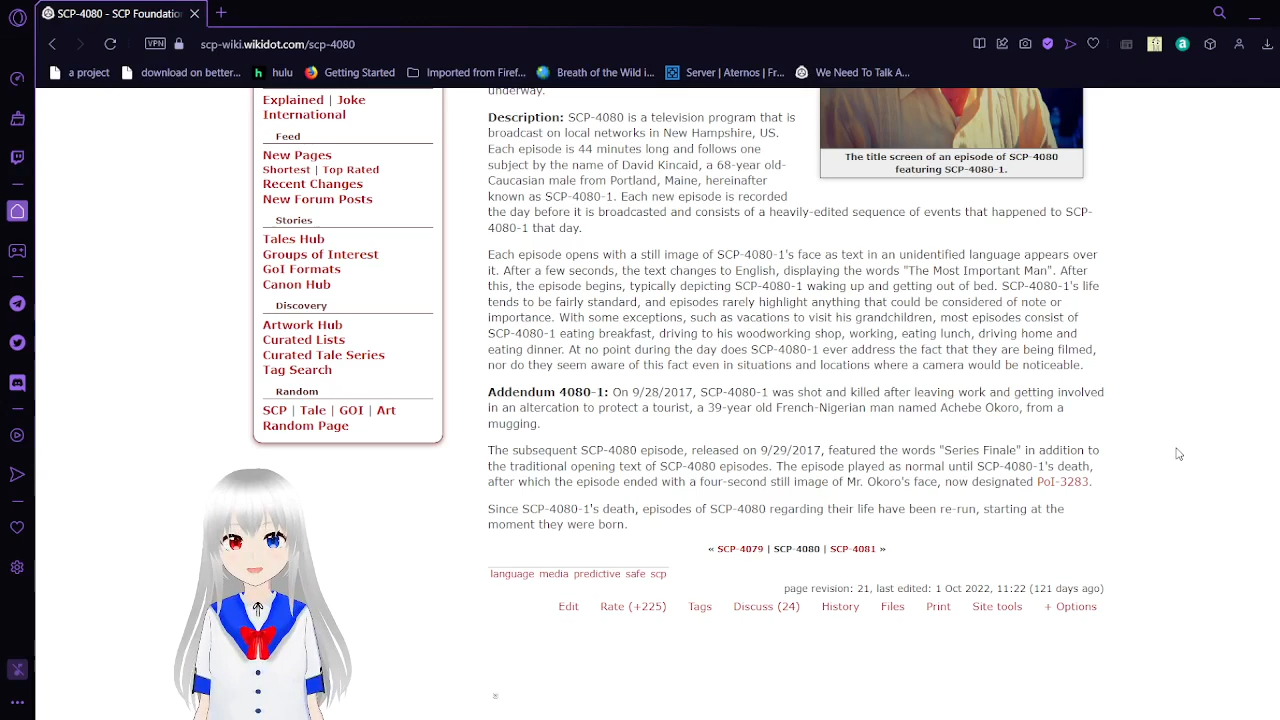 SCP-4080 - SCP Foundation
VPN
scp-wiki.wikidot.com/scp-4080
a project
download on better...
hulu
Getting Started
Imported from Firef...
Breath of the Wild i...
Server | Aternos | Fr...
We Need To Talk A...
Explained | Joke
International
Feed
New Pages
Shortest | Top Rated
Recent Changes
New Forum Posts
Stories
Tales Hub
Groups of Interest
GoI Formats
Canon Hub
Discovery
Artwork Hub
Curated Lists
Curated Tale Series
Tag Search
Random
SCP | Tale | GOI | Art
Random Page
underway.
Description: SCP-4080 is a television program that is
broadcast on local networks in New Hampshire, US.
Each episode is 44 minutes long and follows one
subject by the name of David Kincaid, a 68-year old-
Caucasian male from Portland, Maine, hereinafter
known as SCP-4080-1. Each new episode is recorded
the day before it is broadcasted and consists of a heavily-edited sequence of events that happened to SCP-
4080-1 that day.
The title screen of an episode of SCP-4080
featuring SCP-4080-1.
Each episode opens with a still image of SCP-4080-1's face as text in an unidentified language appears over
it. After a few seconds, the text changes to English, displaying the words "The Most Important Man". After
this, the episode begins, typically depicting SCP-4080-1 waking up and getting out of bed. SCP-4080-1's life
tends to be fairly standard, and episodes rarely highlight anything that could be considered of note or
importance. With some exceptions, such as vacations to visit his grandchildren, most episodes consist of
SCP-4080-1 eating breakfast, driving to his woodworking shop, working, eating lunch, driving home and
eating dinner. At no point during the day does SCP-4080-1 ever address the fact that they are being filmed,
nor do they seem aware of this fact even in situations and locations where a camera would be noticeable.
Addendum 4080-1: On 9/28/2017, SCP-4080-1 was shot and killed after leaving work and getting involved
in an altercation to protect a tourist, a 39-year old French-Nigerian man named Achebe Okoro, from a
mugging.
The subsequent SCP-4080 episode, released on 9/29/2017, featured the words "Series Finale" in addition to
the traditional opening text of SCP-4080 episodes. The episode played as normal until SCP-4080-1's death,
after which the episode ended with a four-second still image of Mr. Okoro's face, now designated PoI-3283.
Since SCP-4080-1's death, episodes of SCP-4080 regarding their life have been re-run, starting at the
moment they were born.
« SCP-4079 | SCP-4080 | SCP-4081 »
language media predictive safe scp
page revision: 21, last edited: 1 Oct 2022, 11:22 (121 days ago)
Edit Rate (+225) Tags Discuss (24) History Files Print Site tools + Options